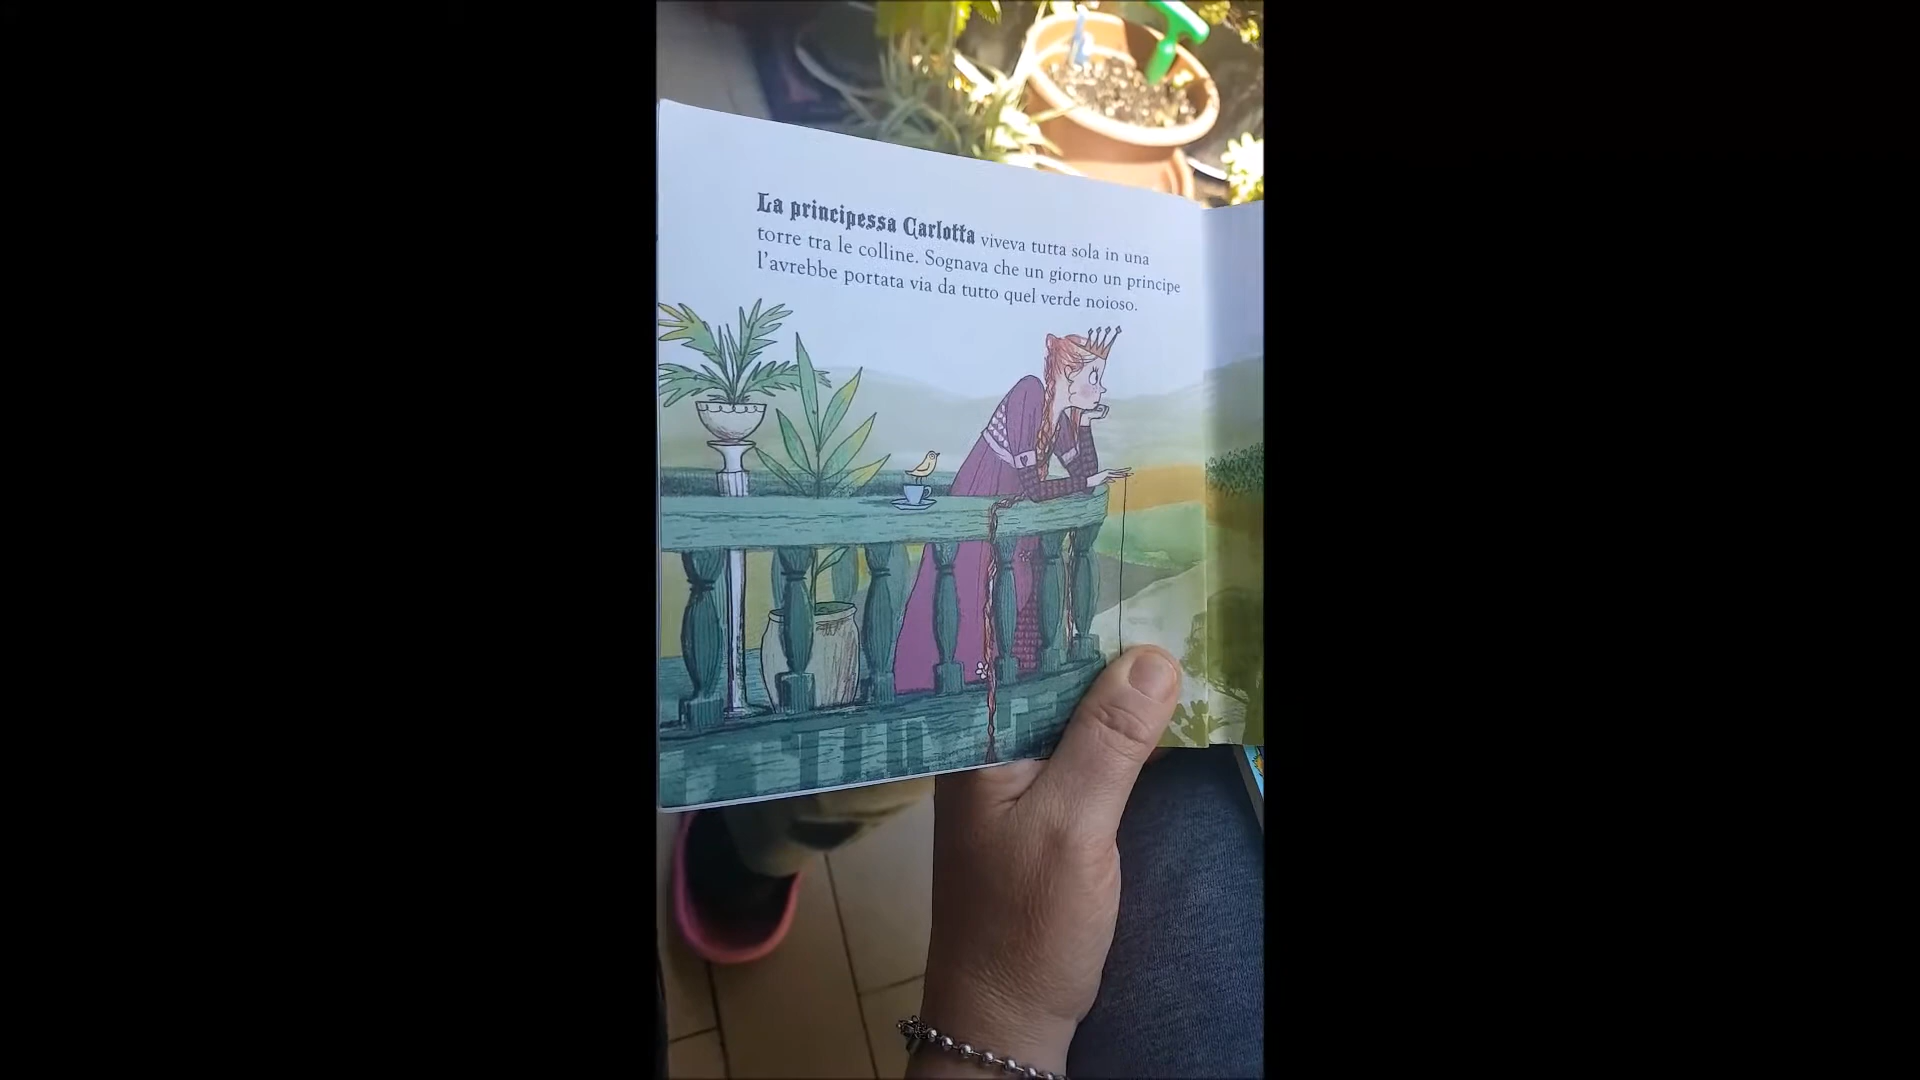 La principessa Carlotta viveva tutta sola in una
torre tra le colline. Sognava che un giorno un principe
l'avrebbe portata via da tutto quel verde noioso.